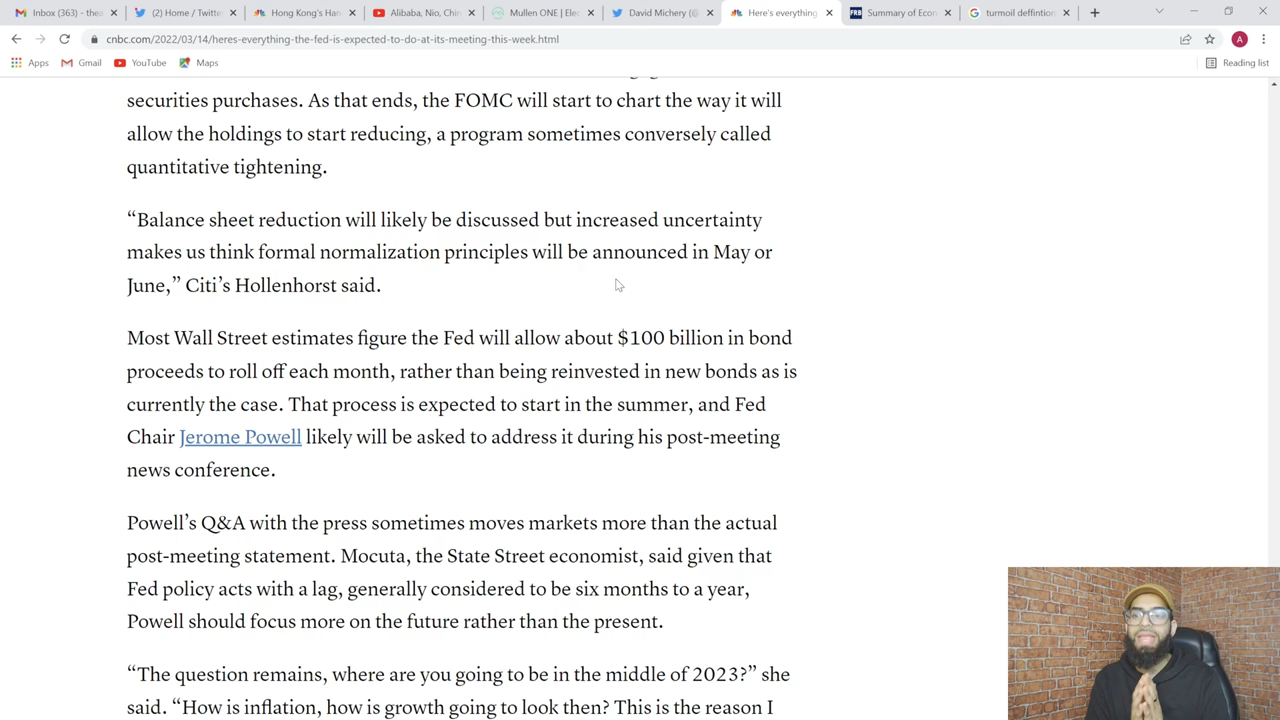 Inbox (363) - thea
(2) Home / Twitte
Hong Kong's Han
Alibaba, Nio, Chin
Mullen ONE | Elec
David Michery (@
Here's everything
FRB
Summary of Econ
turmoil deffintion
cnbc.com/2022/03/14/heres-everything-the-fed-is-expected-to-do-at-its-meeting-this-week.html
A
Apps
Gmail
YouTube
Maps
Reading list
securities purchases. As that ends, the FOMC will start to chart the way it will
allow the holdings to start reducing, a program sometimes conversely called
quantitative tightening.
“Balance sheet reduction will likely be discussed but increased uncertainty
makes us think formal normalization principles will be announced in May or
June,” Citi’s Hollenhorst said.
Most Wall Street estimates figure the Fed will allow about $100 billion in bond
proceeds to roll off each month, rather than being reinvested in new bonds as is
currently the case. That process is expected to start in the summer, and Fed
Chair Jerome Powell likely will be asked to address it during his post-meeting
news conference.
Powell’s Q&A with the press sometimes moves markets more than the actual
post-meeting statement. Mocuta, the State Street economist, said given that
Fed policy acts with a lag, generally considered to be six months to a year,
Powell should focus more on the future rather than the present.
“The question remains, where are you going to be in the middle of 2023?” she
said. “How is inflation, how is growth going to look then? This is the reason I